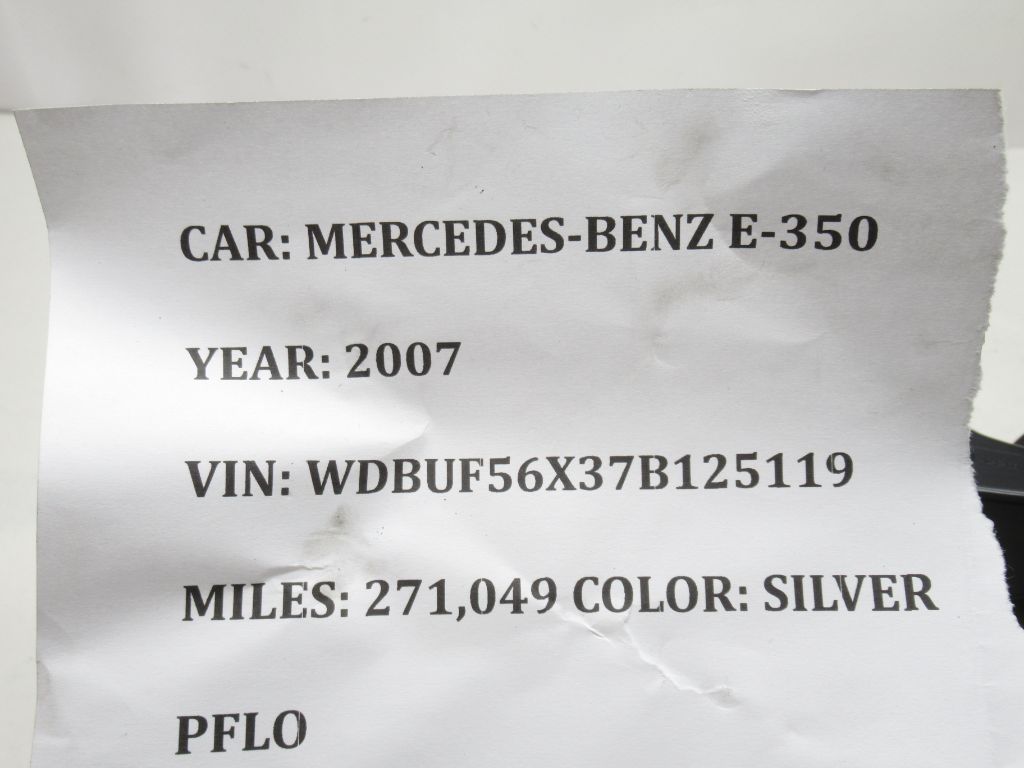 CAR: MERCEDES-BENZ E-350
YEAR: 2007
VIN: WDBUF56X37B125119
MILES: 271,049 COLOR: SILVER
PFLO